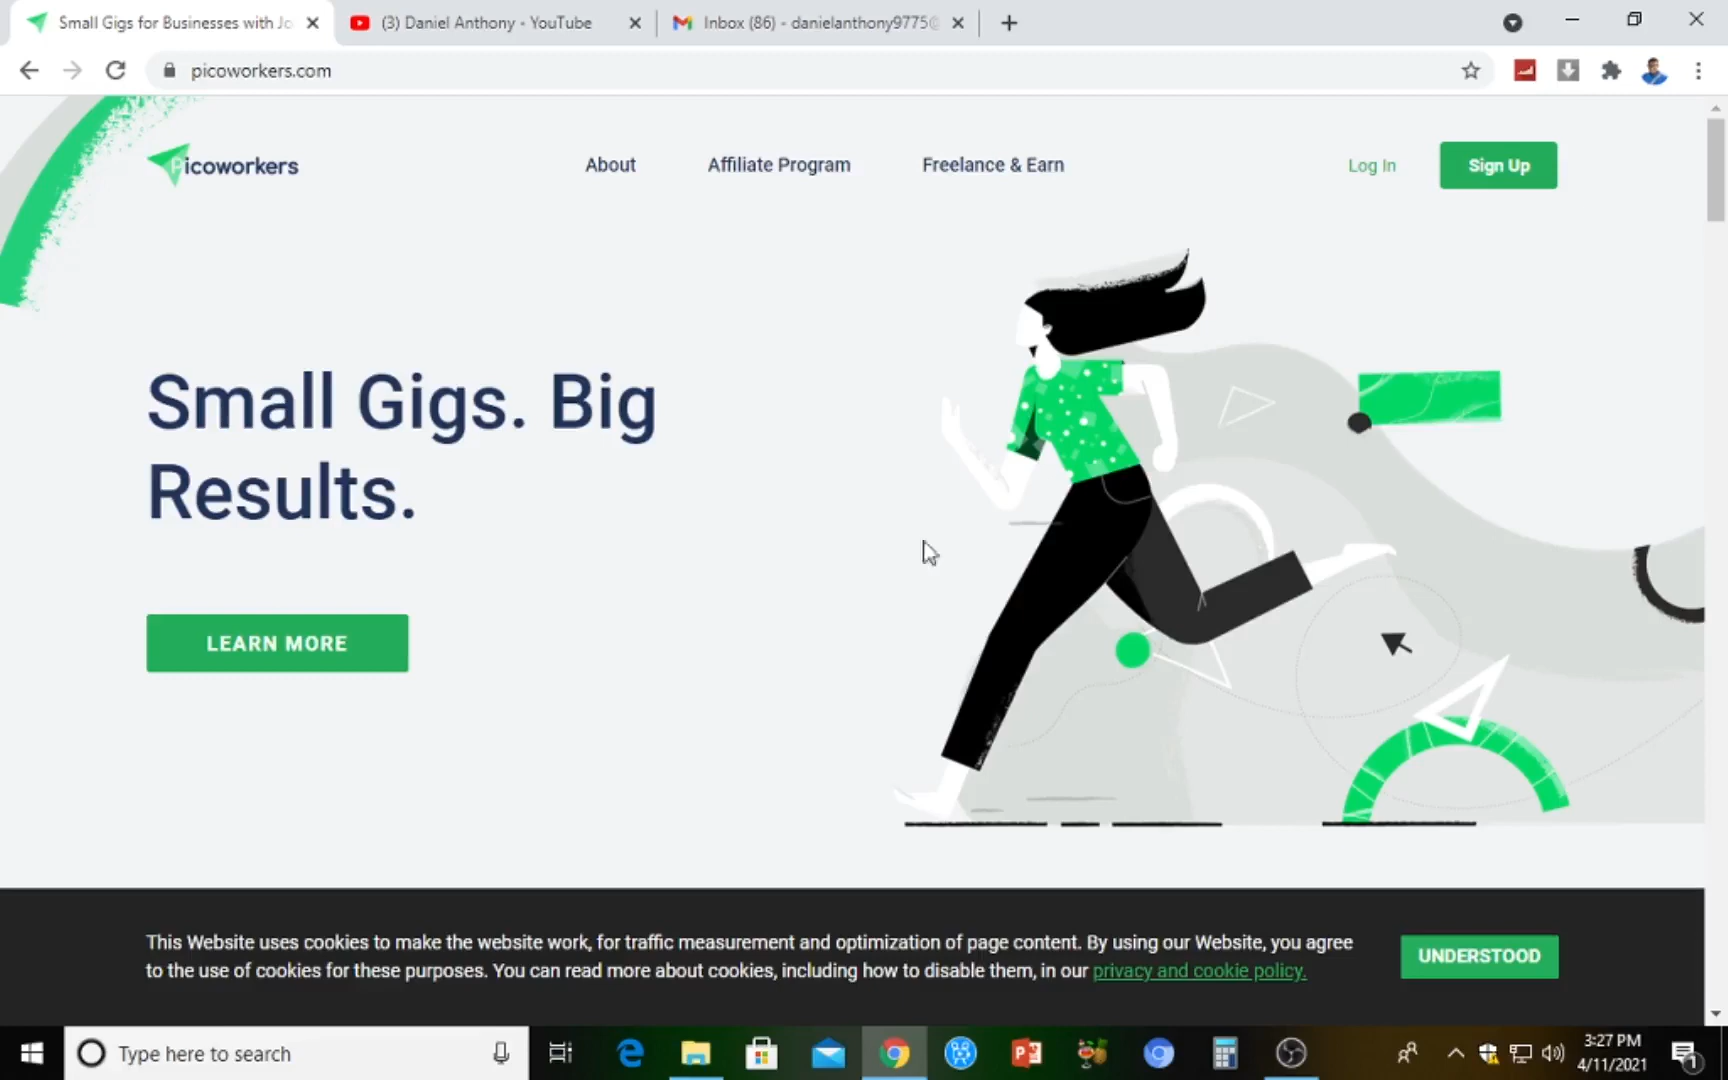 Small Gigs for Businesses with Jo
(3) Daniel Anthony - YouTube
Inbox (86) - danielanthony9775@
picoworkers.com
Picoworkers
About
Affiliate Program
Freelance & Earn
Log In
Sign Up
Small Gigs. Big
Results.
LEARN MORE
This Website uses cookies to make the website work, for traffic measurement and optimization of page content. By using our Website, you agree
to the use of cookies for these purposes. You can read more about cookies, including how to disable them, in our privacy and cookie policy.
UNDERSTOOD
Type here to search
3:27 PM
4/11/2021
1